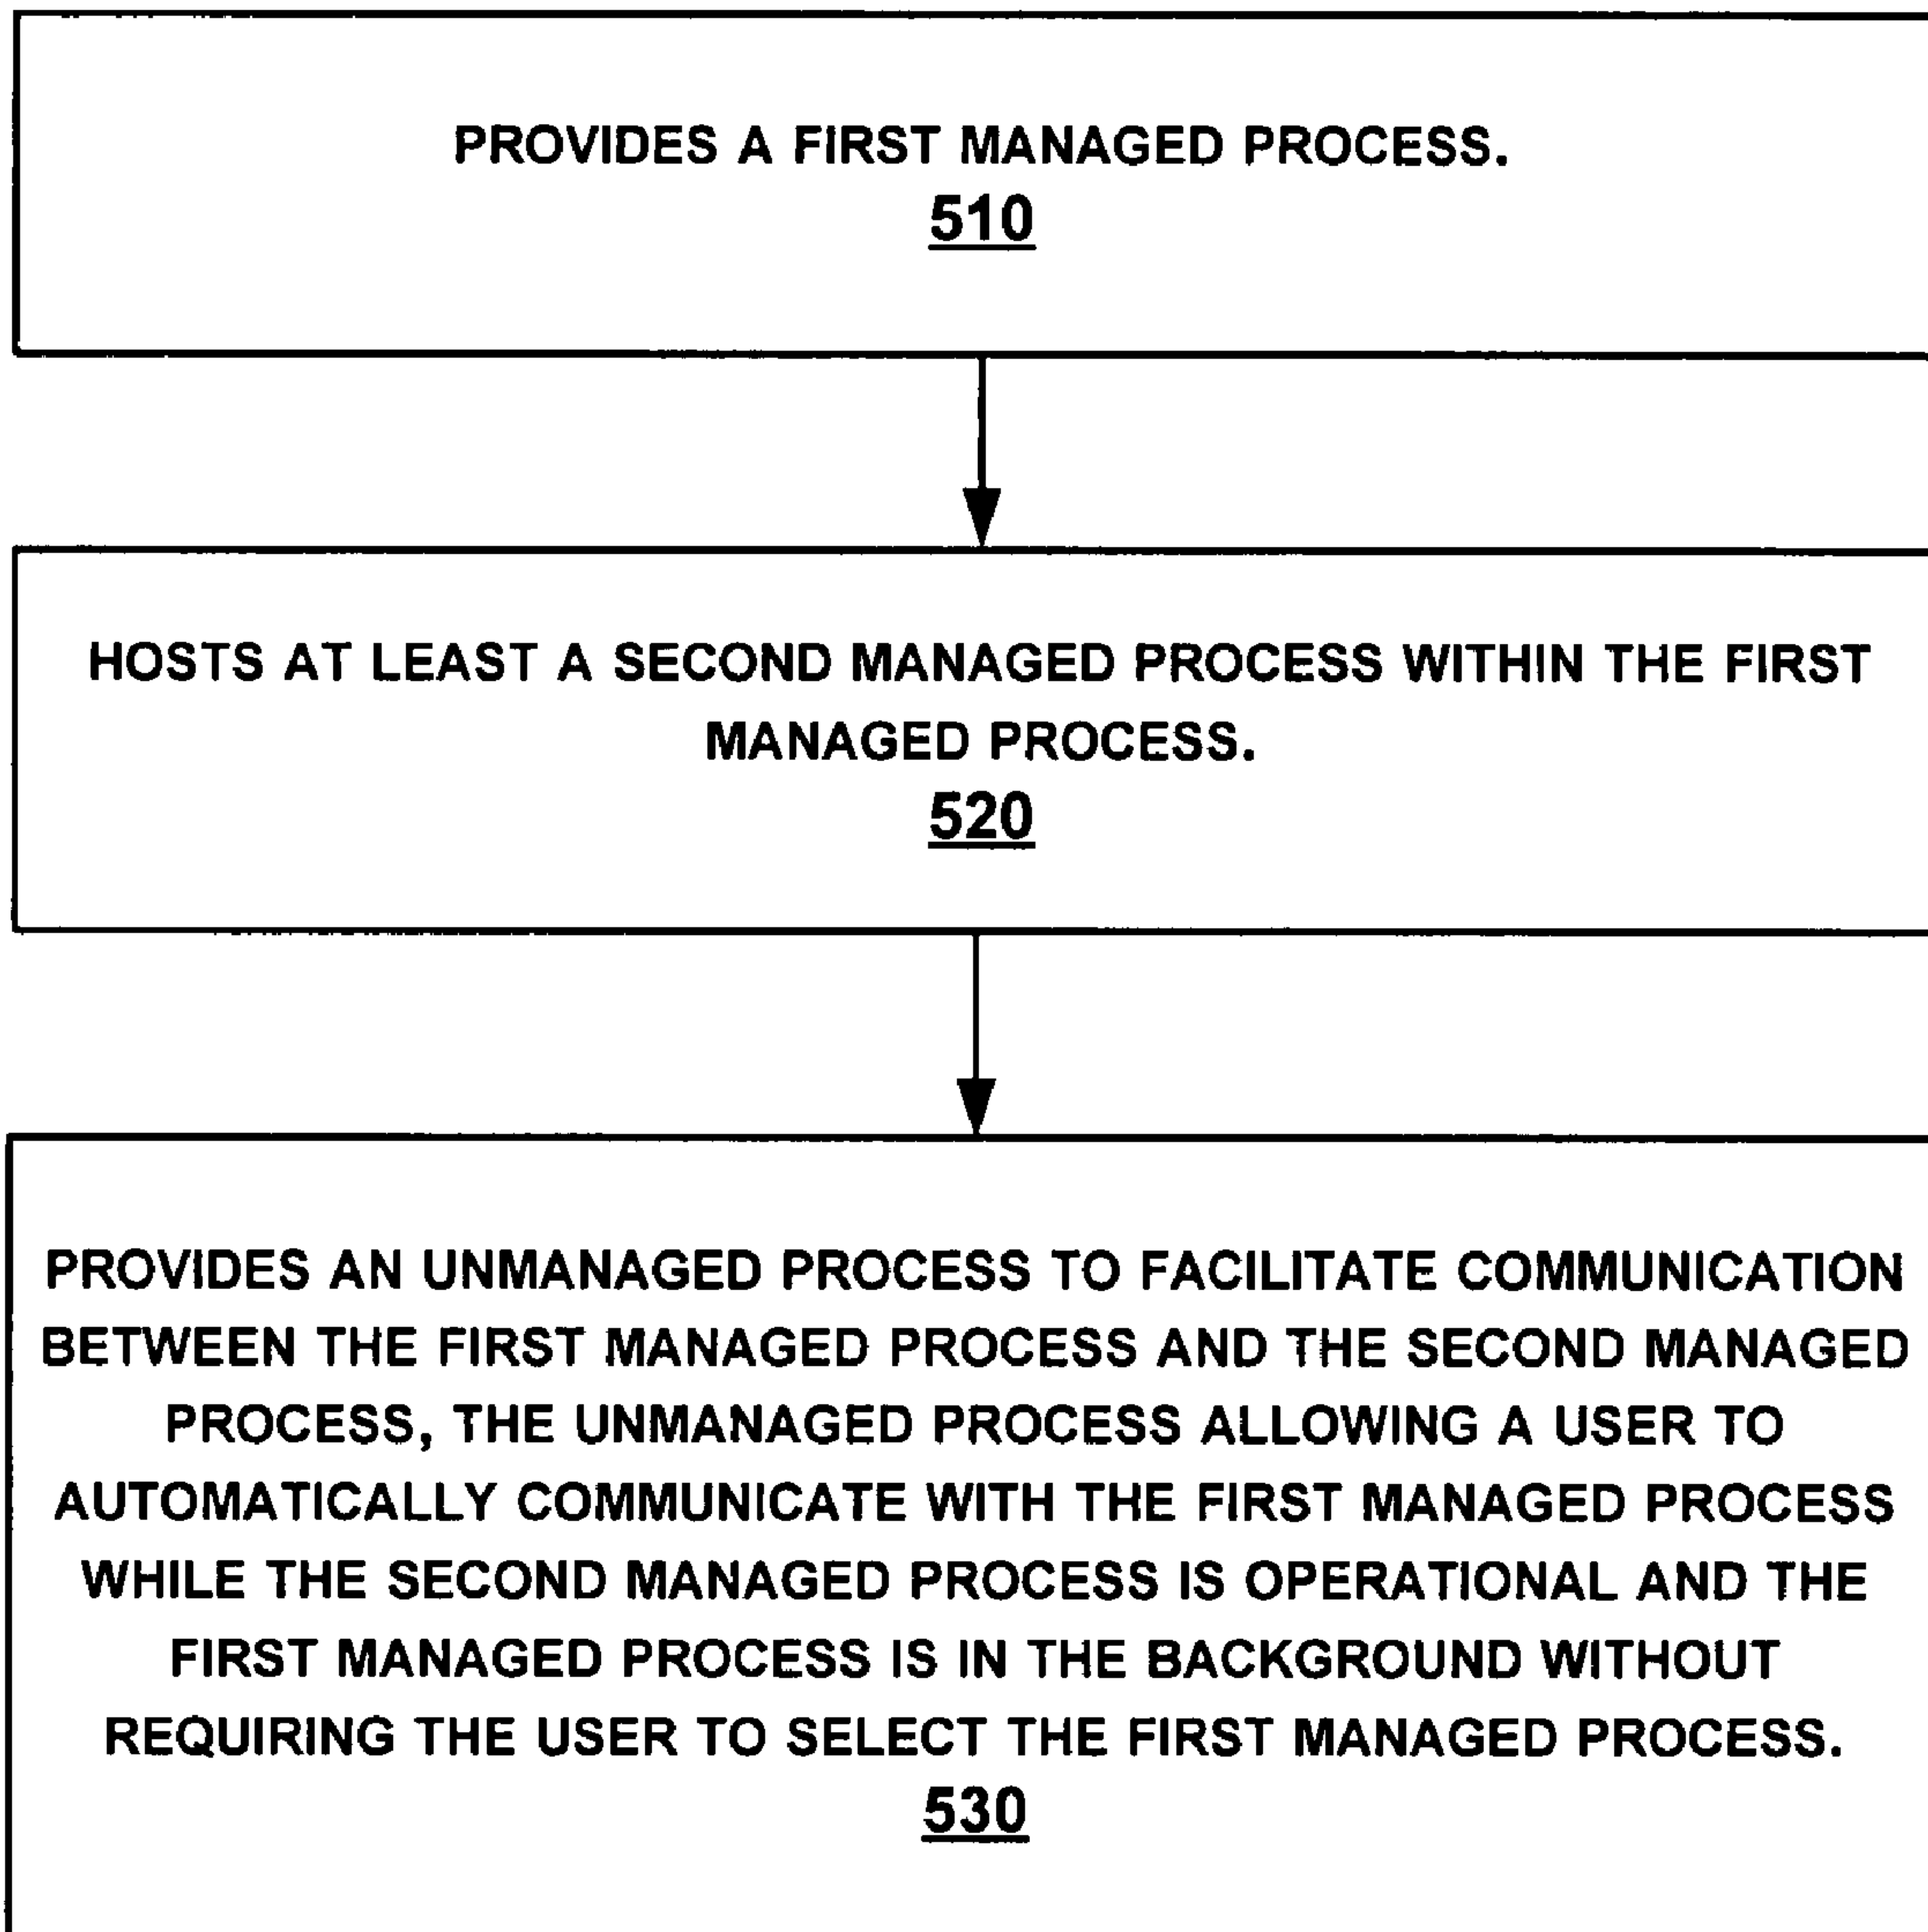 PROVIDES A FIRST MANAGED PROCESS.
510
HOSTS AT LEAST A SECOND MANAGED PROCESS WITHIN THE FIRST
MANAGED PROCESS.
520
PROVIDES AN UNMANAGED PROCESS TO FACILITATE COMMUNICATION
BETWEEN THE FIRST MANAGED PROCESS AND THE SECOND MANAGED
PROCESS, THE UNMANAGED PROCESS ALLOWING A USER TO
AUTOMATICALLY COMMUNICATE WITH THE FIRST MANAGED PROCESS
WHILE THE SECOND MANAGED PROCESS IS OPERATIONAL AND THE
FIRST MANAGED PROCESS IS IN THE BACKGROUND WITHOUT
REQUIRING THE USER TO SELECT THE FIRST MANAGED PROCESS.
530